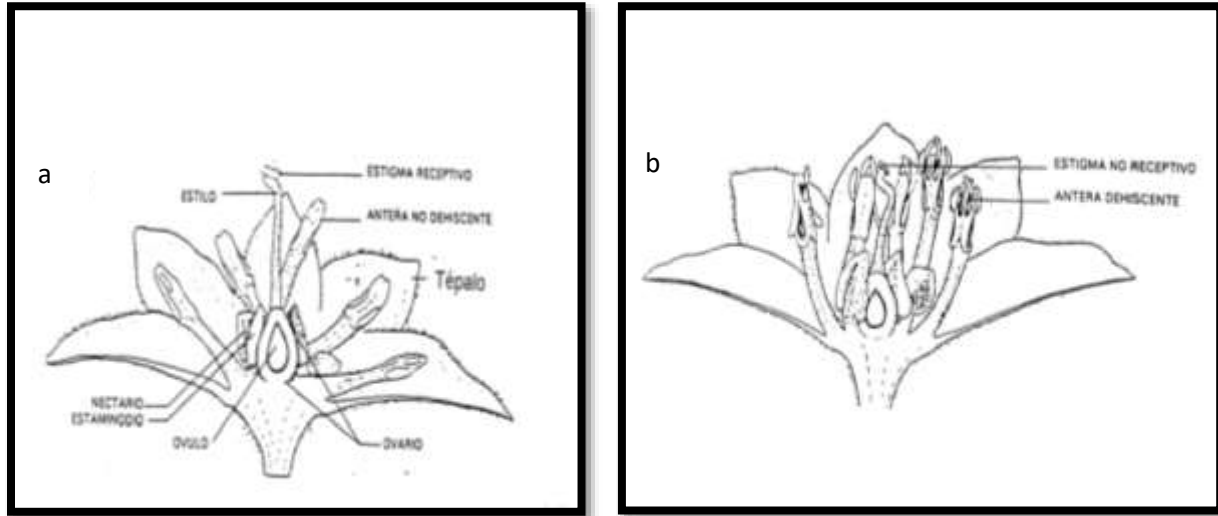 a
ESTIGMA RECEPTIVO
ESTILO
ANTERA NO DEHISCENTE
Tépalo
NECTARIO
ESTAMINODIO
OVULO
OVARIO
b
ESTIGMA NO RECEPTIVO
ANTERA DEHISCENTE